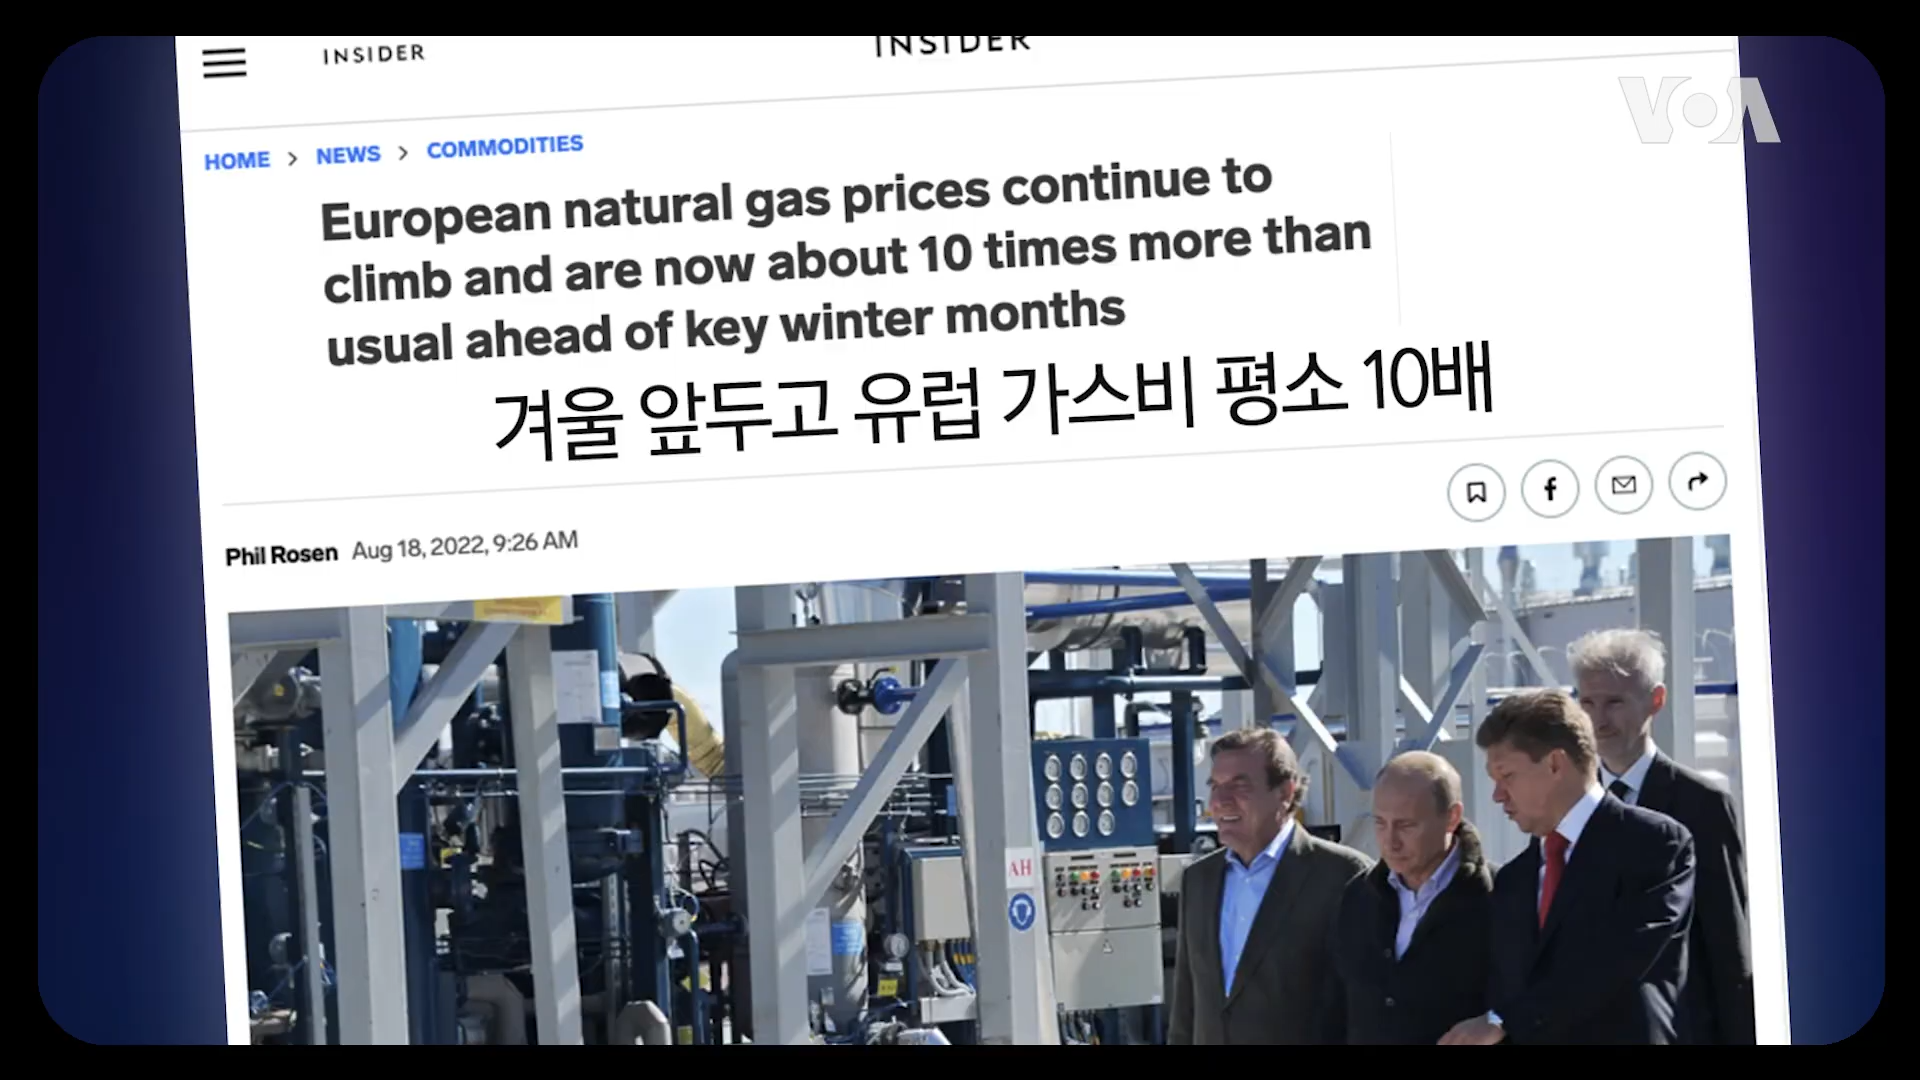 INSIDER
INSIDER
VOA
HOME > NEWS > COMMODITIES
European natural gas prices continue to
climb and are now about 10 times more than
usual ahead of key winter months
겨울 앞두고 유럽 가스비 평소 10배
Phil Rosen Aug 18, 2022, 9:26 AM
AH